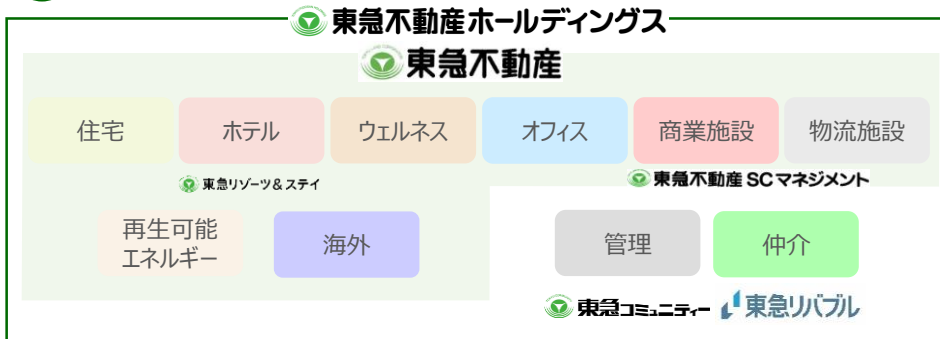 東急不動産ホールディングス
東急不動産
住宅
ホテル
ウェルネス
オフィス
商業施設
物流施設
東急リゾーツ&ステイ
東急不動産SCマネジメント
再生可能
エネルギー
海外
管理
仲介
東急コミュニティー
東急リバブル